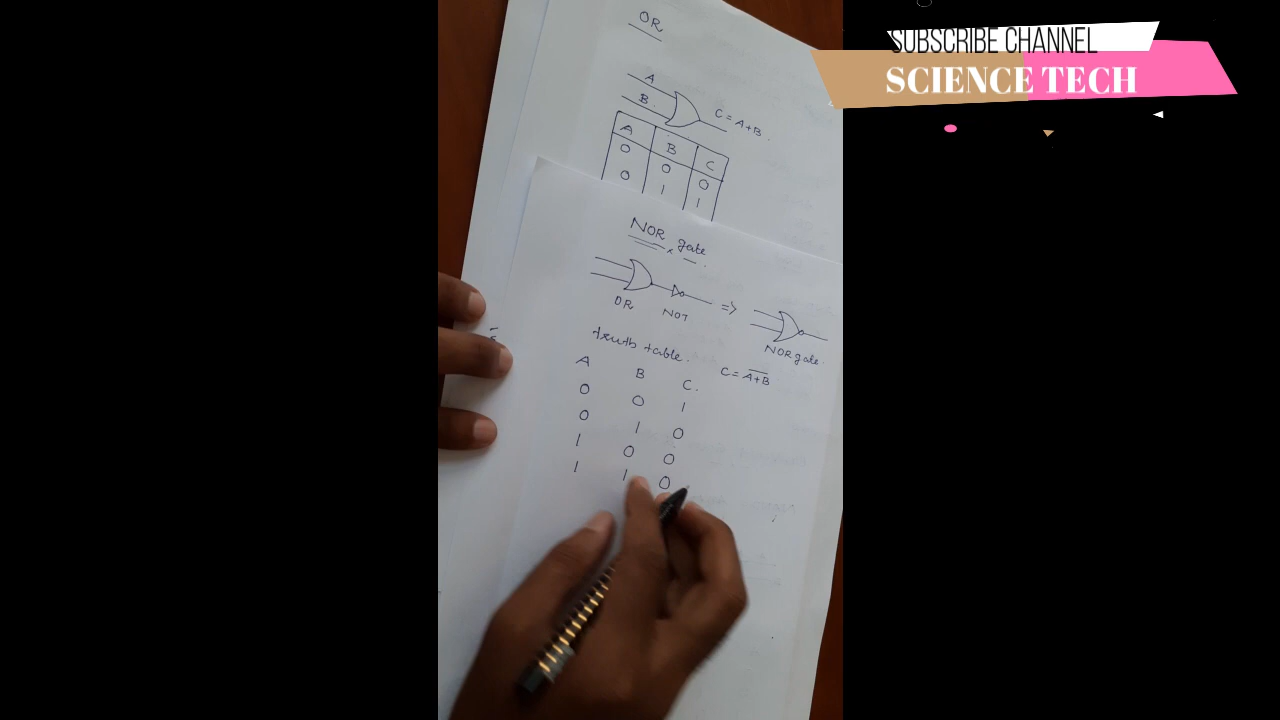 SUBSCRIBE CHANNEL
SCIENCE TECH
OR
A
B
C = A+B.
A B C
0 0 0
0 1 1
NOR gate.
OR NOT => NOR gate.
truth table.
C = A̅+̅B̅
A B C.
0 0 1
0 1 0
1 0 0
1 1 0